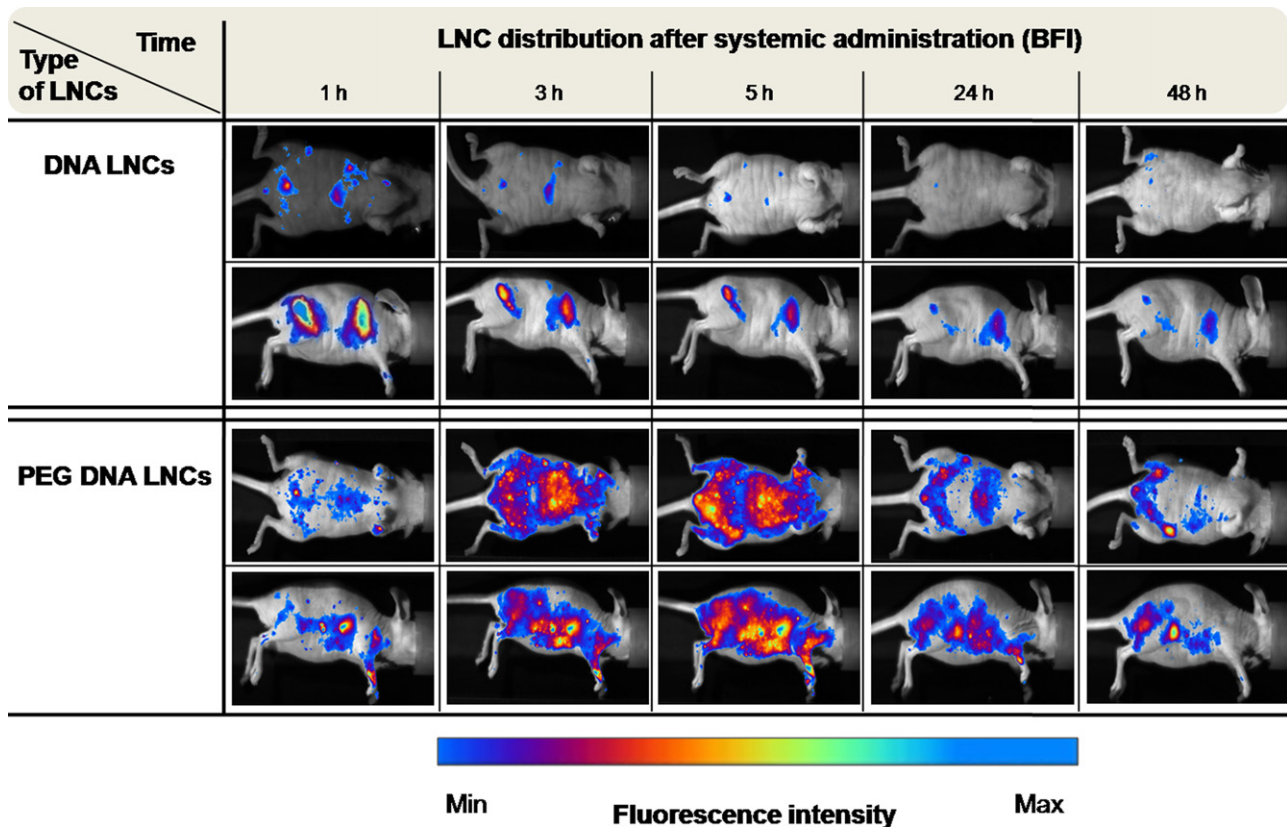 Time
Type
of LNCs
LNC distribution after systemic administration (BFI)
1 h
3 h
5 h
24 h
48 h
DNA LNCs
PEG DNA LNCs
Min
Max
Fluorescence intensity